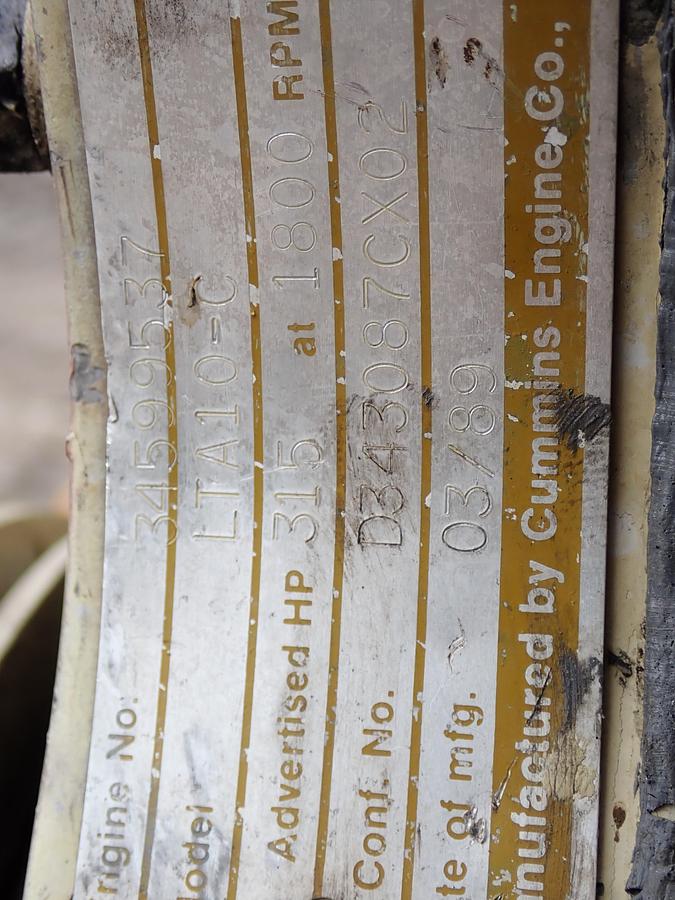 ngine No: 34599537
odel LTA10-C
Advertised HP 315 at 1800 RPM
Conf. No. D343087CX02
te of mfg. 03/89
anufactured by Cummins Engine Co.,